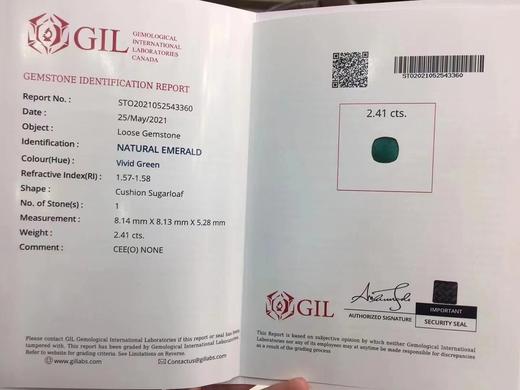 GIL
GEMOLOGICAL
INTERNATIONAL
LABORATORIES
CANADA
GEMSTONE IDENTIFICATION REPORT
Report No. : STO2021052543360
Date : 25/May/2021
Object : Loose Gemstone
Identification : NATURAL EMERALD
Colour(Hue) : Vivid Green
Refractive Index(RI) : 1.57-1.58
Shape : Cushion Sugarloaf
No. of Stone(s) : 1
Measurement : 8.14 mm X 8.13 mm X 5.28 mm
Weight : 2.41 cts.
Comment : CEE(O) NONE
Please contact GIL Gemological International Laboratories if this report or seal has been
tampered with. This report has been graded by Gemological International Laboratories.
Refer to website for grading criteria. See Limitations on Reverse.
www.gillabs.com Contactus@gillabs.com
STO2021052543360
2.41 cts.
GIL
AUTHORIZED SIGNATURE
IMPORTANT
SECURITY SEAL
This Report is based on subjective opinion by which neither Gemological International
Laboratories nor any of its employees may at anytime be made responsible for discrepancies
as a result of the grading process